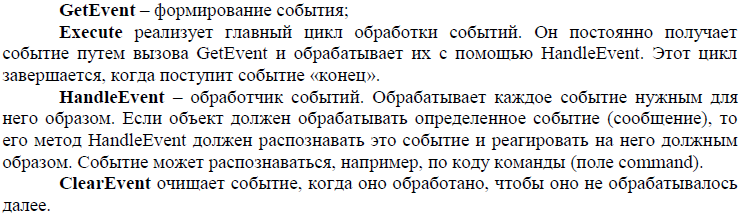 GetEvent – формирование события;
Execute реализует главный цикл обработки событий. Он постоянно получает
событие путем вызова GetEvent и обрабатывает их с помощью HandleEvent. Этот цикл
завершается, когда поступит событие «конец».
HandleEvent – обработчик событий. Обрабатывает каждое событие нужным для
него образом. Если объект должен обрабатывать определенное событие (сообщение), то
его метод HandleEvent должен распознавать это событие и реагировать на него должным
образом. Событие может распознаваться, например, по коду команды (поле command).
ClearEvent очищает событие, когда оно обработано, чтобы оно не обрабатывалось
далее.